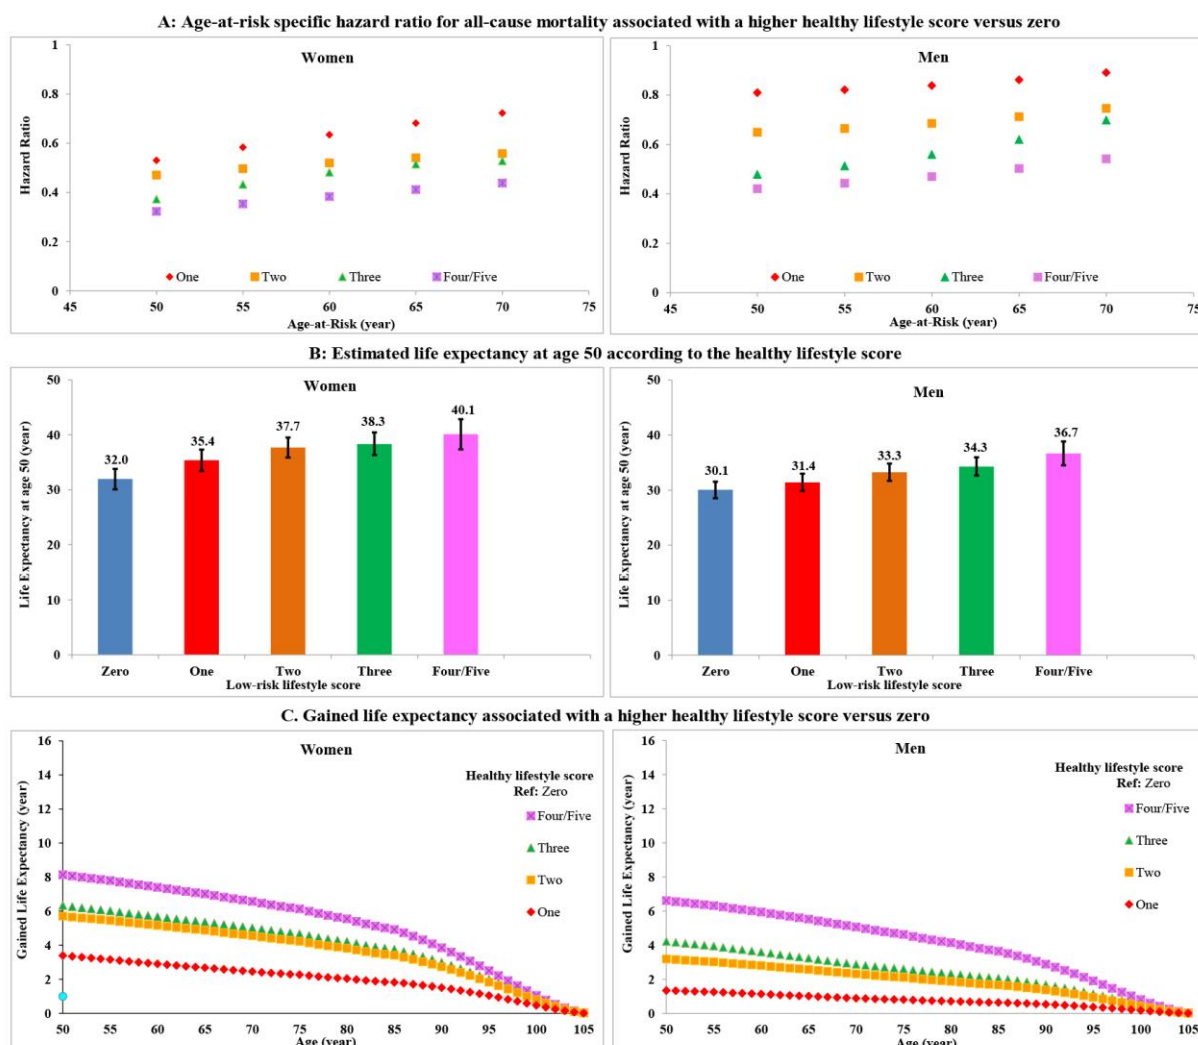 A: Age-at-risk specific hazard ratio for all-cause mortality associated with a higher healthy lifestyle score versus zero
Women
Hazard Ratio
1
0.8
0.6
0.4
0.2
0
One Two Three Four/Five
45 50 55 60 65 70 75
Age-at-Risk (year)
Men
Hazard Ratio
1
0.8
0.6
0.4
0.2
0
One Two Three Four/Five
45 50 55 60 65 70 75
Age-at-Risk (year)
B: Estimated life expectancy at age 50 according to the healthy lifestyle score
Women
Life Expectancy at age 50 (year)
50
40
30
20
10
0
32.0 35.4 37.7 38.3 40.1
Zero One Two Three Four/Five
Low-risk lifestyle score
Men
Life Expectancy at age 50 (year)
50
40
30
20
10
0
30.1 31.4 33.3 34.3 36.7
Zero One Two Three Four/Five
Low-risk lifestyle score
C. Gained life expectancy associated with a higher healthy lifestyle score versus zero
Women
Gained Life Expectancy (year)
16
14
12
10
8
6
4
2
0
Healthy lifestyle score
Ref: Zero
Four/Five
Three
Two
One
50 55 60 65 70 75 80 85 90 95 100 105
Age (year)
Men
Gained Life Expectancy (year)
16
14
12
10
8
6
4
2
0
Healthy lifestyle score
Ref: Zero
Four/Five
Three
Two
One
50 55 60 65 70 75 80 85 90 95 100 105
Age (year)